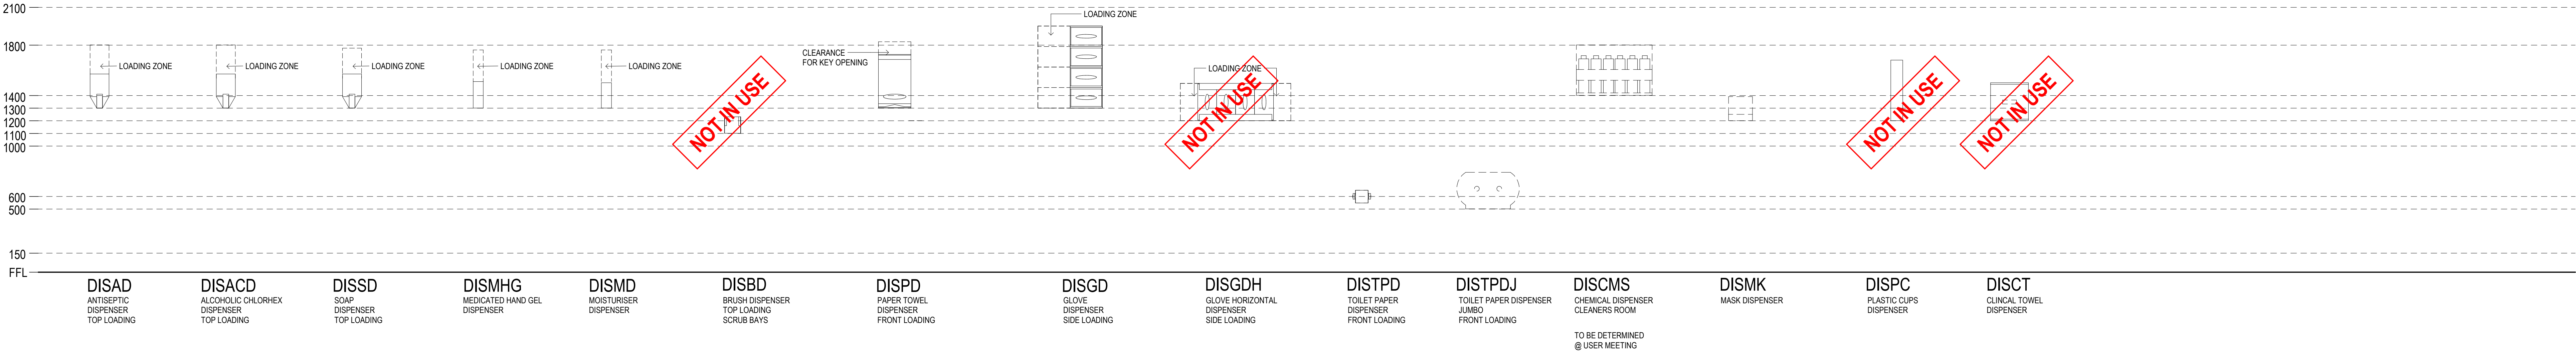 2100
1800
1400
1300
1200
1100
1000
600
500
150
FFL
LOADING ZONE
LOADING ZONE
LOADING ZONE
LOADING ZONE
LOADING ZONE
NOT IN USE
CLEARANCE
FOR KEY OPENING
LOADING ZONE
LOADING ZONE
NOT IN USE
NOT IN USE
NOT IN USE
DISAD
ANTISEPTIC
DISPENSER
TOP LOADING
DISACD
ALCOHOLIC CHLORHEX
DISPENSER
TOP LOADING
DISSD
SOAP
DISPENSER
TOP LOADING
DISMHG
MEDICATED HAND GEL
DISPENSER
DISMD
MOISTURISER
DISPENSER
DISBD
BRUSH DISPENSER
TOP LOADING
SCRUB BAYS
DISPD
PAPER TOWEL
DISPENSER
FRONT LOADING
DISGD
GLOVE
DISPENSER
SIDE LOADING
DISGDH
GLOVE HORIZONTAL
DISPENSER
SIDE LOADING
DISTPD
TOILET PAPER
DISPENSER
FRONT LOADING
DISTPDJ
TOILET PAPER DISPENSER
JUMBO
FRONT LOADING
DISCMS
CHEMICAL DISPENSER
CLEANERS ROOM
TO BE DETERMINED
@ USER MEETING
DISMK
MASK DISPENSER
DISPC
PLASTIC CUPS
DISPENSER
DISCT
CLINCAL TOWEL
DISPENSER